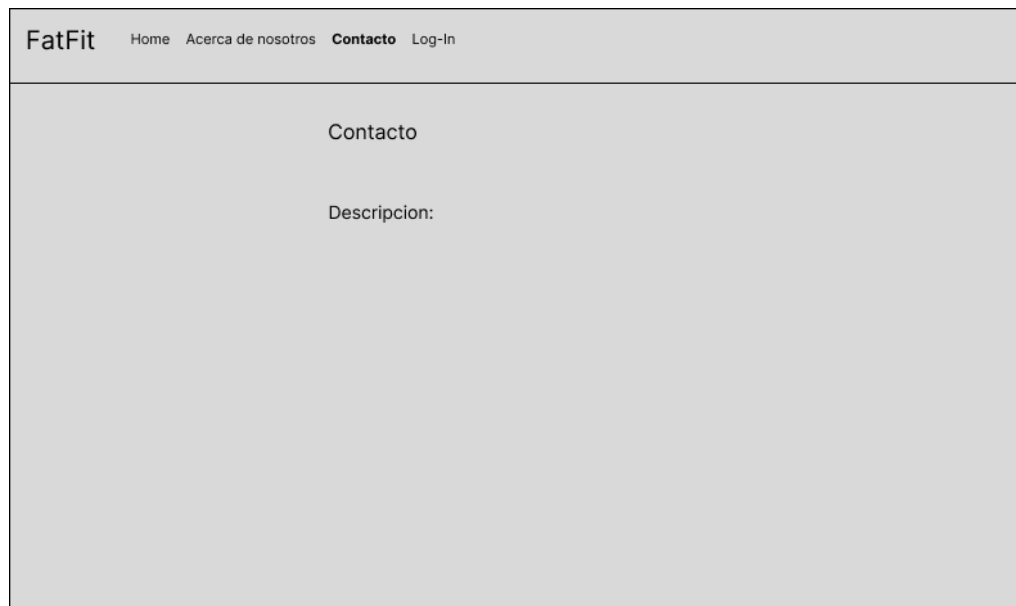 FatFit Home Acerca de nosotros Contacto Log-In
Contacto
Descripcion: